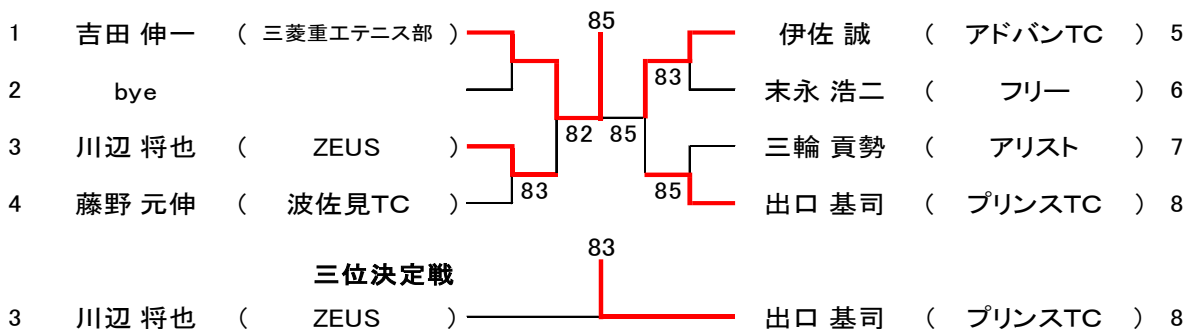 85
1 吉田 伸一 ( 三菱重工テニス部 ) 伊佐 誠 ( アドバンTC ) 5
83
2 bye 末永 浩二 ( フリー ) 6
82 85
3 川辺 将也 ( ZEUS ) 三輪 貢勢 ( アリスト ) 7
83 85
4 藤野 元伸 ( 波佐見TC ) 出口 基司 ( プリンスTC ) 8
83
三位決定戦
3 川辺 将也 ( ZEUS ) 出口 基司 ( プリンスTC ) 8